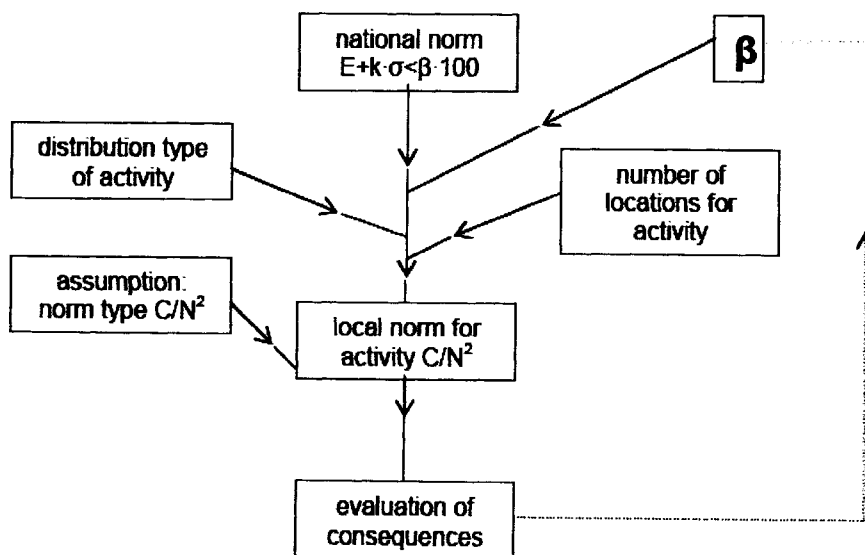 national norm
E+k·σ<β·100
β
distribution type
of activity
number of
locations for
activity
assumption:
norm type C/N²
local norm for
activity C/N²
evaluation of
consequences